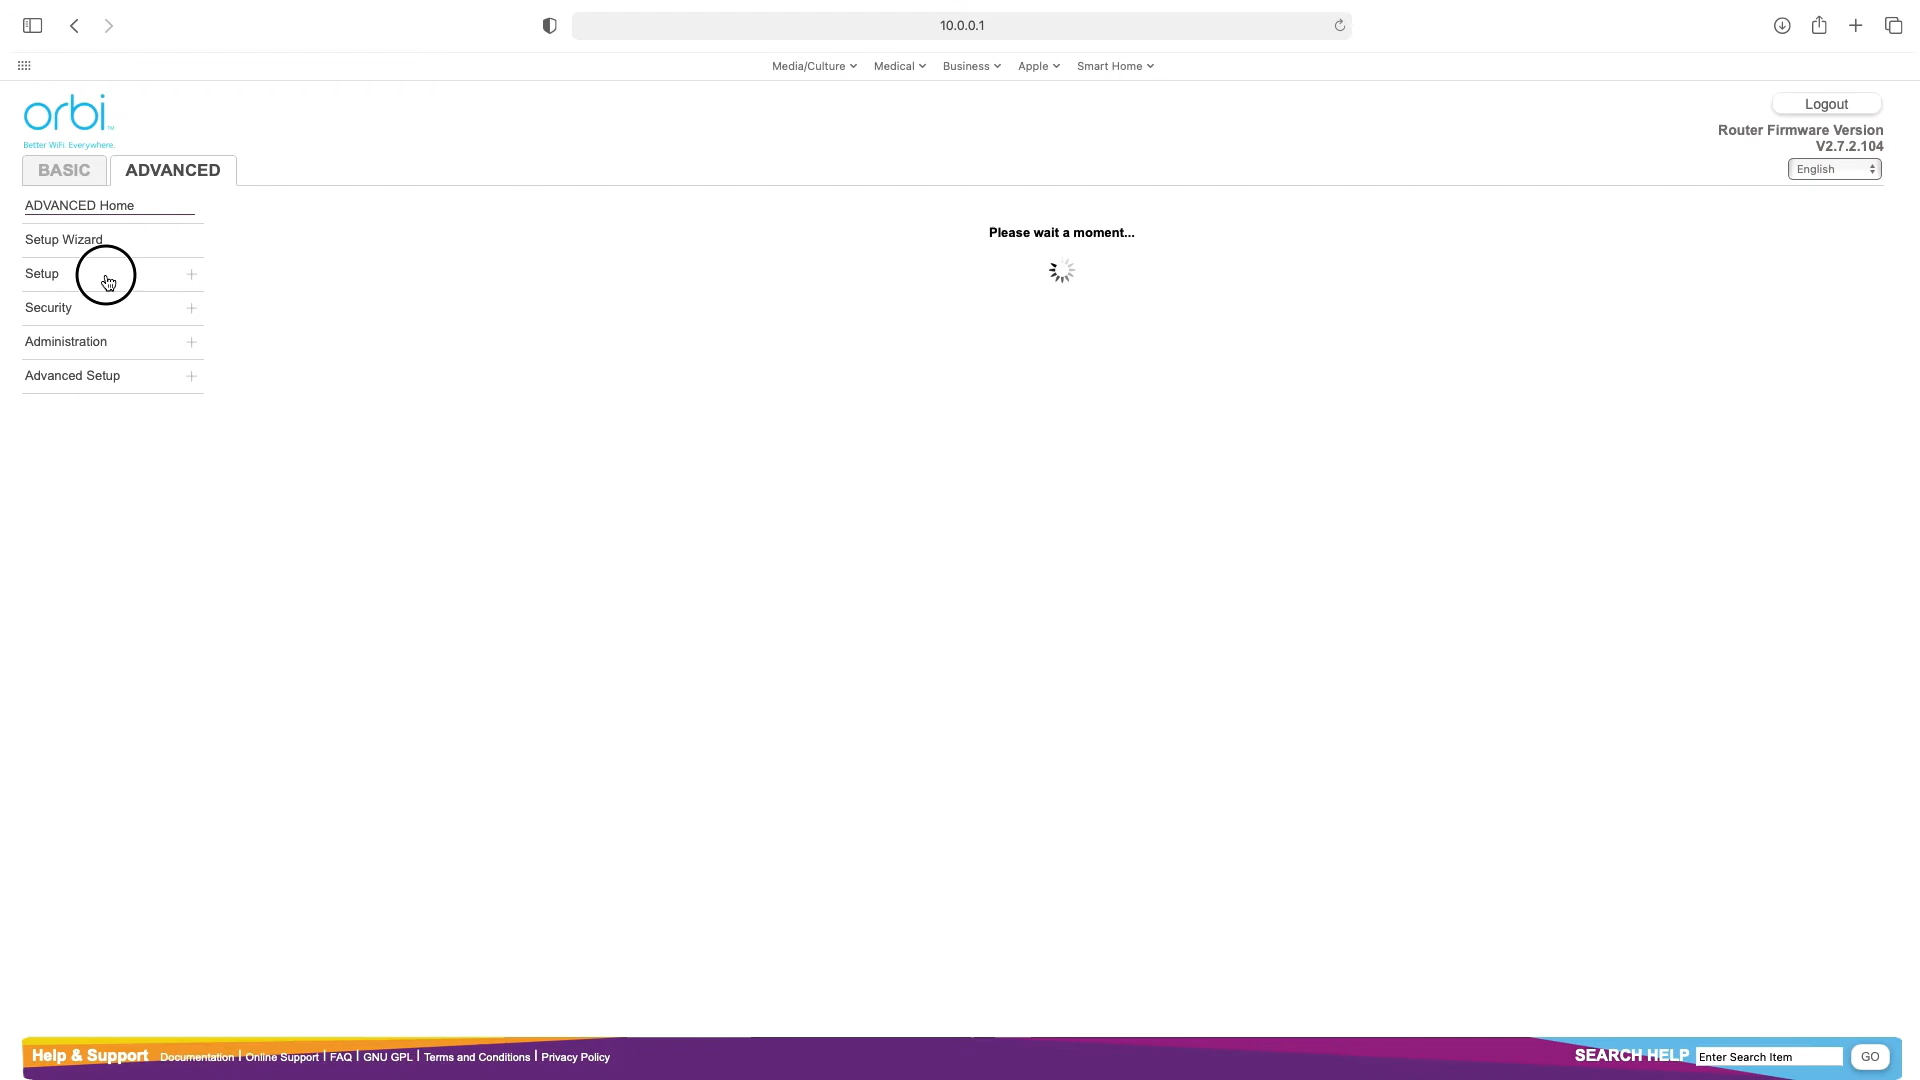 10.0.0.1
Media/Culture Medical Business Apple Smart Home
orbi™
Better WiFi. Everywhere.
Logout
Router Firmware Version
V2.7.2.104
BASIC ADVANCED English
ADVANCED Home
Setup Wizard
Setup
Security
Administration
Advanced Setup
Please wait a moment...
Help & Support Documentation | Online Support | FAQ | GNU GPL | Terms and Conditions | Privacy Policy SEARCH HELP Enter Search Item GO